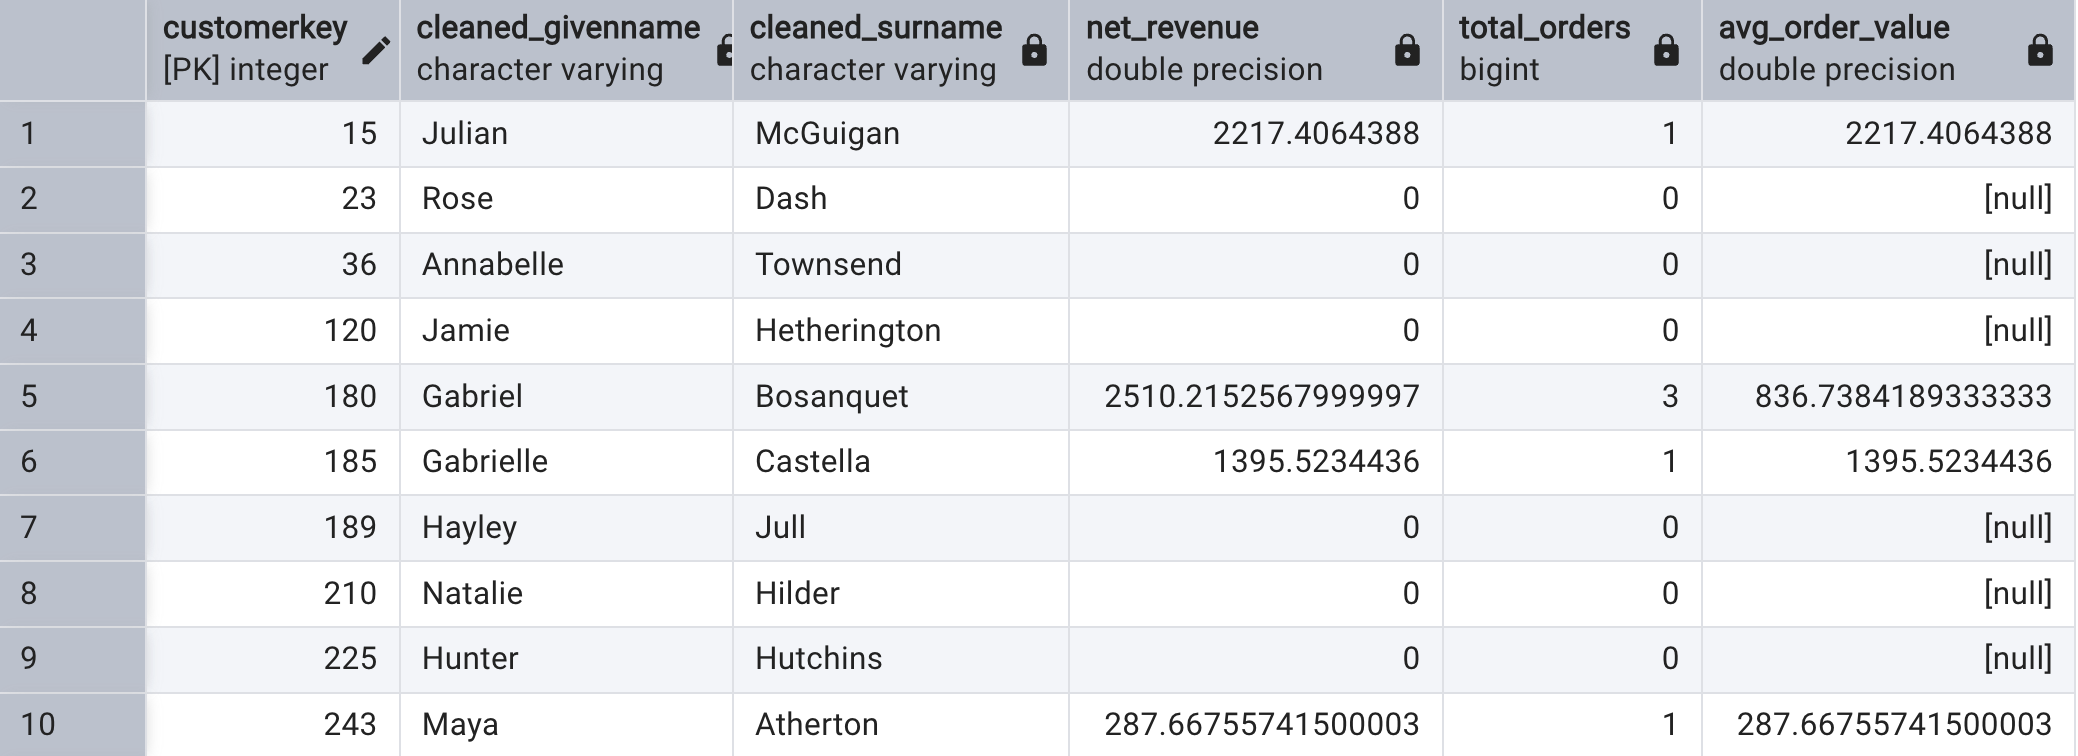 customerkey cleaned_givenname cleaned_surname net_revenue total_orders avg_order_value
[PK] integer character varying character varying double precision bigint double precision
1 15 Julian McGuigan 2217.4064388 1 2217.4064388
2 23 Rose Dash 0 0 [null]
3 36 Annabelle Townsend 0 0 [null]
4 120 Jamie Hetherington 0 0 [null]
5 180 Gabriel Bosanquet 2510.2152567999997 3 836.7384189333333
6 185 Gabrielle Castella 1395.5234436 1 1395.5234436
7 189 Hayley Jull 0 0 [null]
8 210 Natalie Hilder 0 0 [null]
9 225 Hunter Hutchins 0 0 [null]
10 243 Maya Atherton 287.66755741500003 1 287.66755741500003